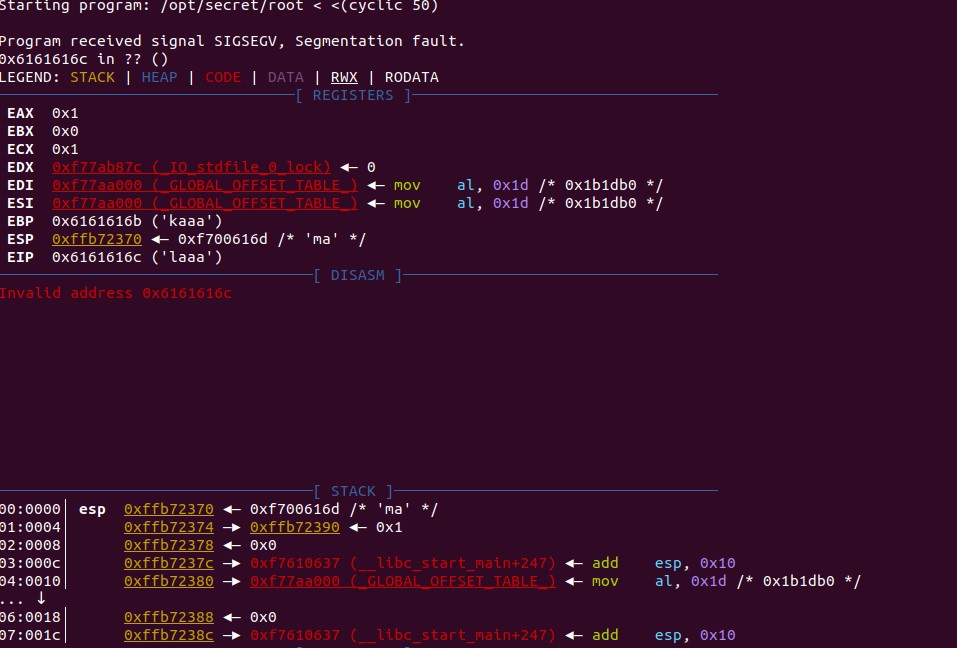 Starting program: /opt/secret/root < <(cyclic 50)
Program received signal SIGSEGV, Segmentation fault.
0x6161616c in ?? ()
LEGEND: STACK | HEAP | CODE | DATA | RWX | RODATA
[ REGISTERS ]
EAX 0x1
EBX 0x0
ECX 0x1
EDX 0xf77ab87c (_IO_stdfile_0_lock) ◂— 0
EDI 0xf77aa000 (_GLOBAL_OFFSET_TABLE_) ◂— mov al, 0x1d /* 0x1b1db0 */
ESI 0xf77aa000 (_GLOBAL_OFFSET_TABLE_) ◂— mov al, 0x1d /* 0x1b1db0 */
EBP 0x6161616b ('kaaa')
ESP 0xffb72370 ◂— 0xf700616d /* 'ma' */
EIP 0x6161616c ('laaa')
[ DISASM ]
Invalid address 0x6161616c
[ STACK ]
00:0000│ esp 0xffb72370 ◂— 0xf700616d /* 'ma' */
01:0004│ 0xffb72374 —▸ 0xffb72390 ◂— 0x1
02:0008│ 0xffb72378 ◂— 0x0
03:000c│ 0xffb7237c —▸ 0xf7610637 (__libc_start_main+247) ◂— add esp, 0x10
04:0010│ 0xffb72380 —▸ 0xf77aa000 (_GLOBAL_OFFSET_TABLE_) ◂— mov al, 0x1d /* 0x1b1db0 */
... ↓
06:0018│ 0xffb72388 ◂— 0x0
07:001c│ 0xffb7238c —▸ 0xf7610637 (__libc_start_main+247) ◂— add esp, 0x10